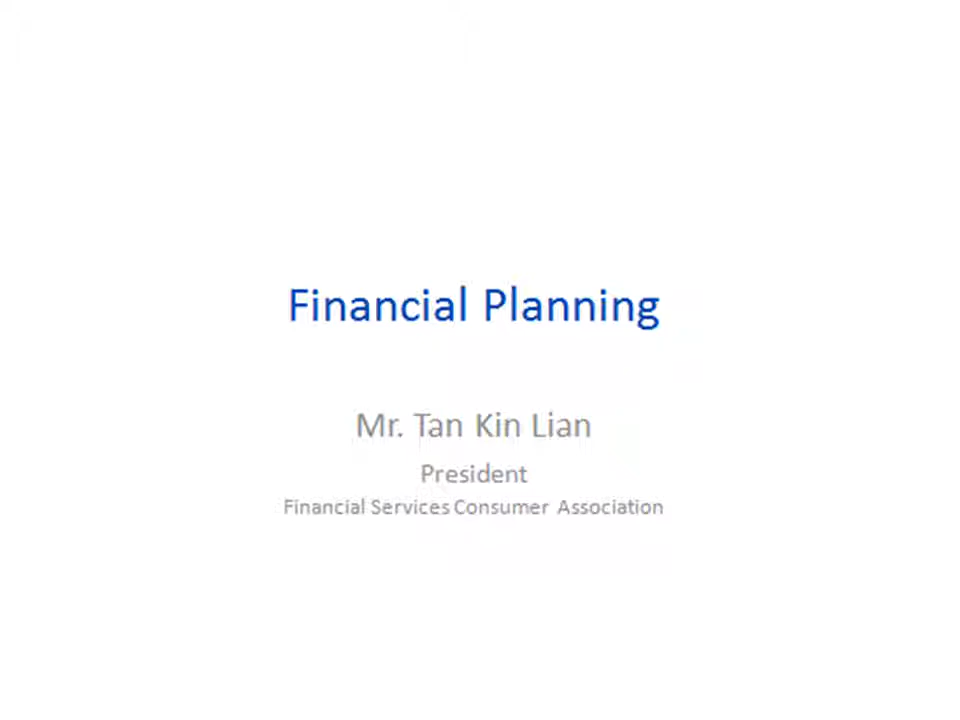 Financial Planning
Mr. Tan Kin Lian
President
Financial Services Consumer Association